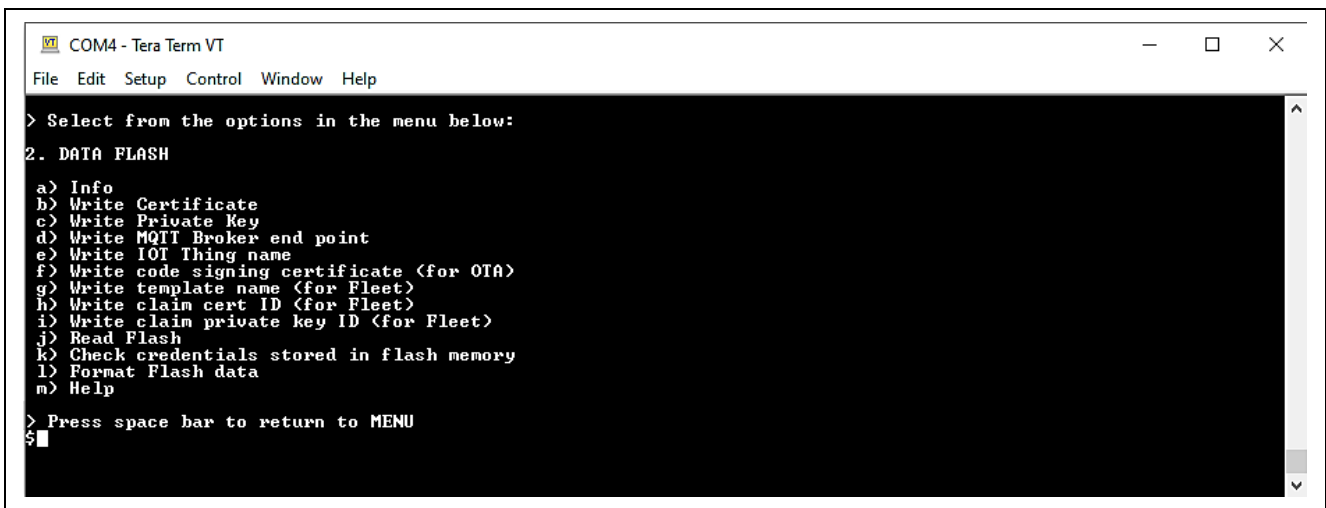 COM4 - Tera Term VT
File Edit Setup Control Window Help
> Select from the options in the menu below:
2. DATA FLASH
a) Info
b) Write Certificate
c) Write Private Key
d) Write MQTT Broker end point
e) Write IOT Thing name
f) Write code signing certificate (for OTA)
g) Write template name (for Fleet)
h) Write claim cert ID (for Fleet)
i) Write claim private key ID (for Fleet)
j) Read Flash
k) Check credentials stored in flash memory
l) Format Flash data
m) Help
> Press space bar to return to MENU
$